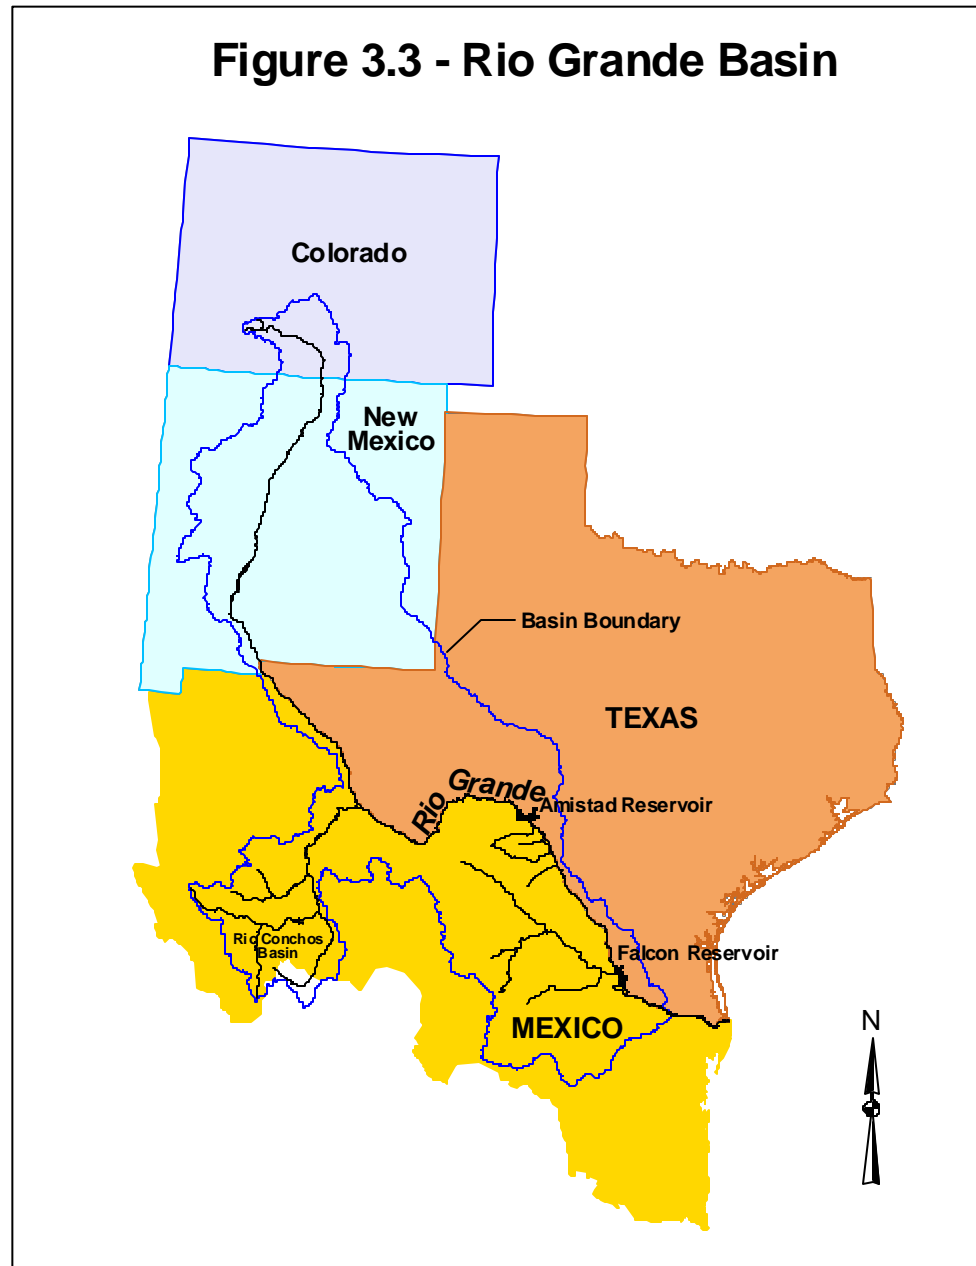 Figure 3.3 - Rio Grande Basin
Colorado
New
Mexico
Basin Boundary
TEXAS
Rio Grande
Amistad Reservoir
Rio Conchos
Basin
Falcon Reservoir
MEXICO
N